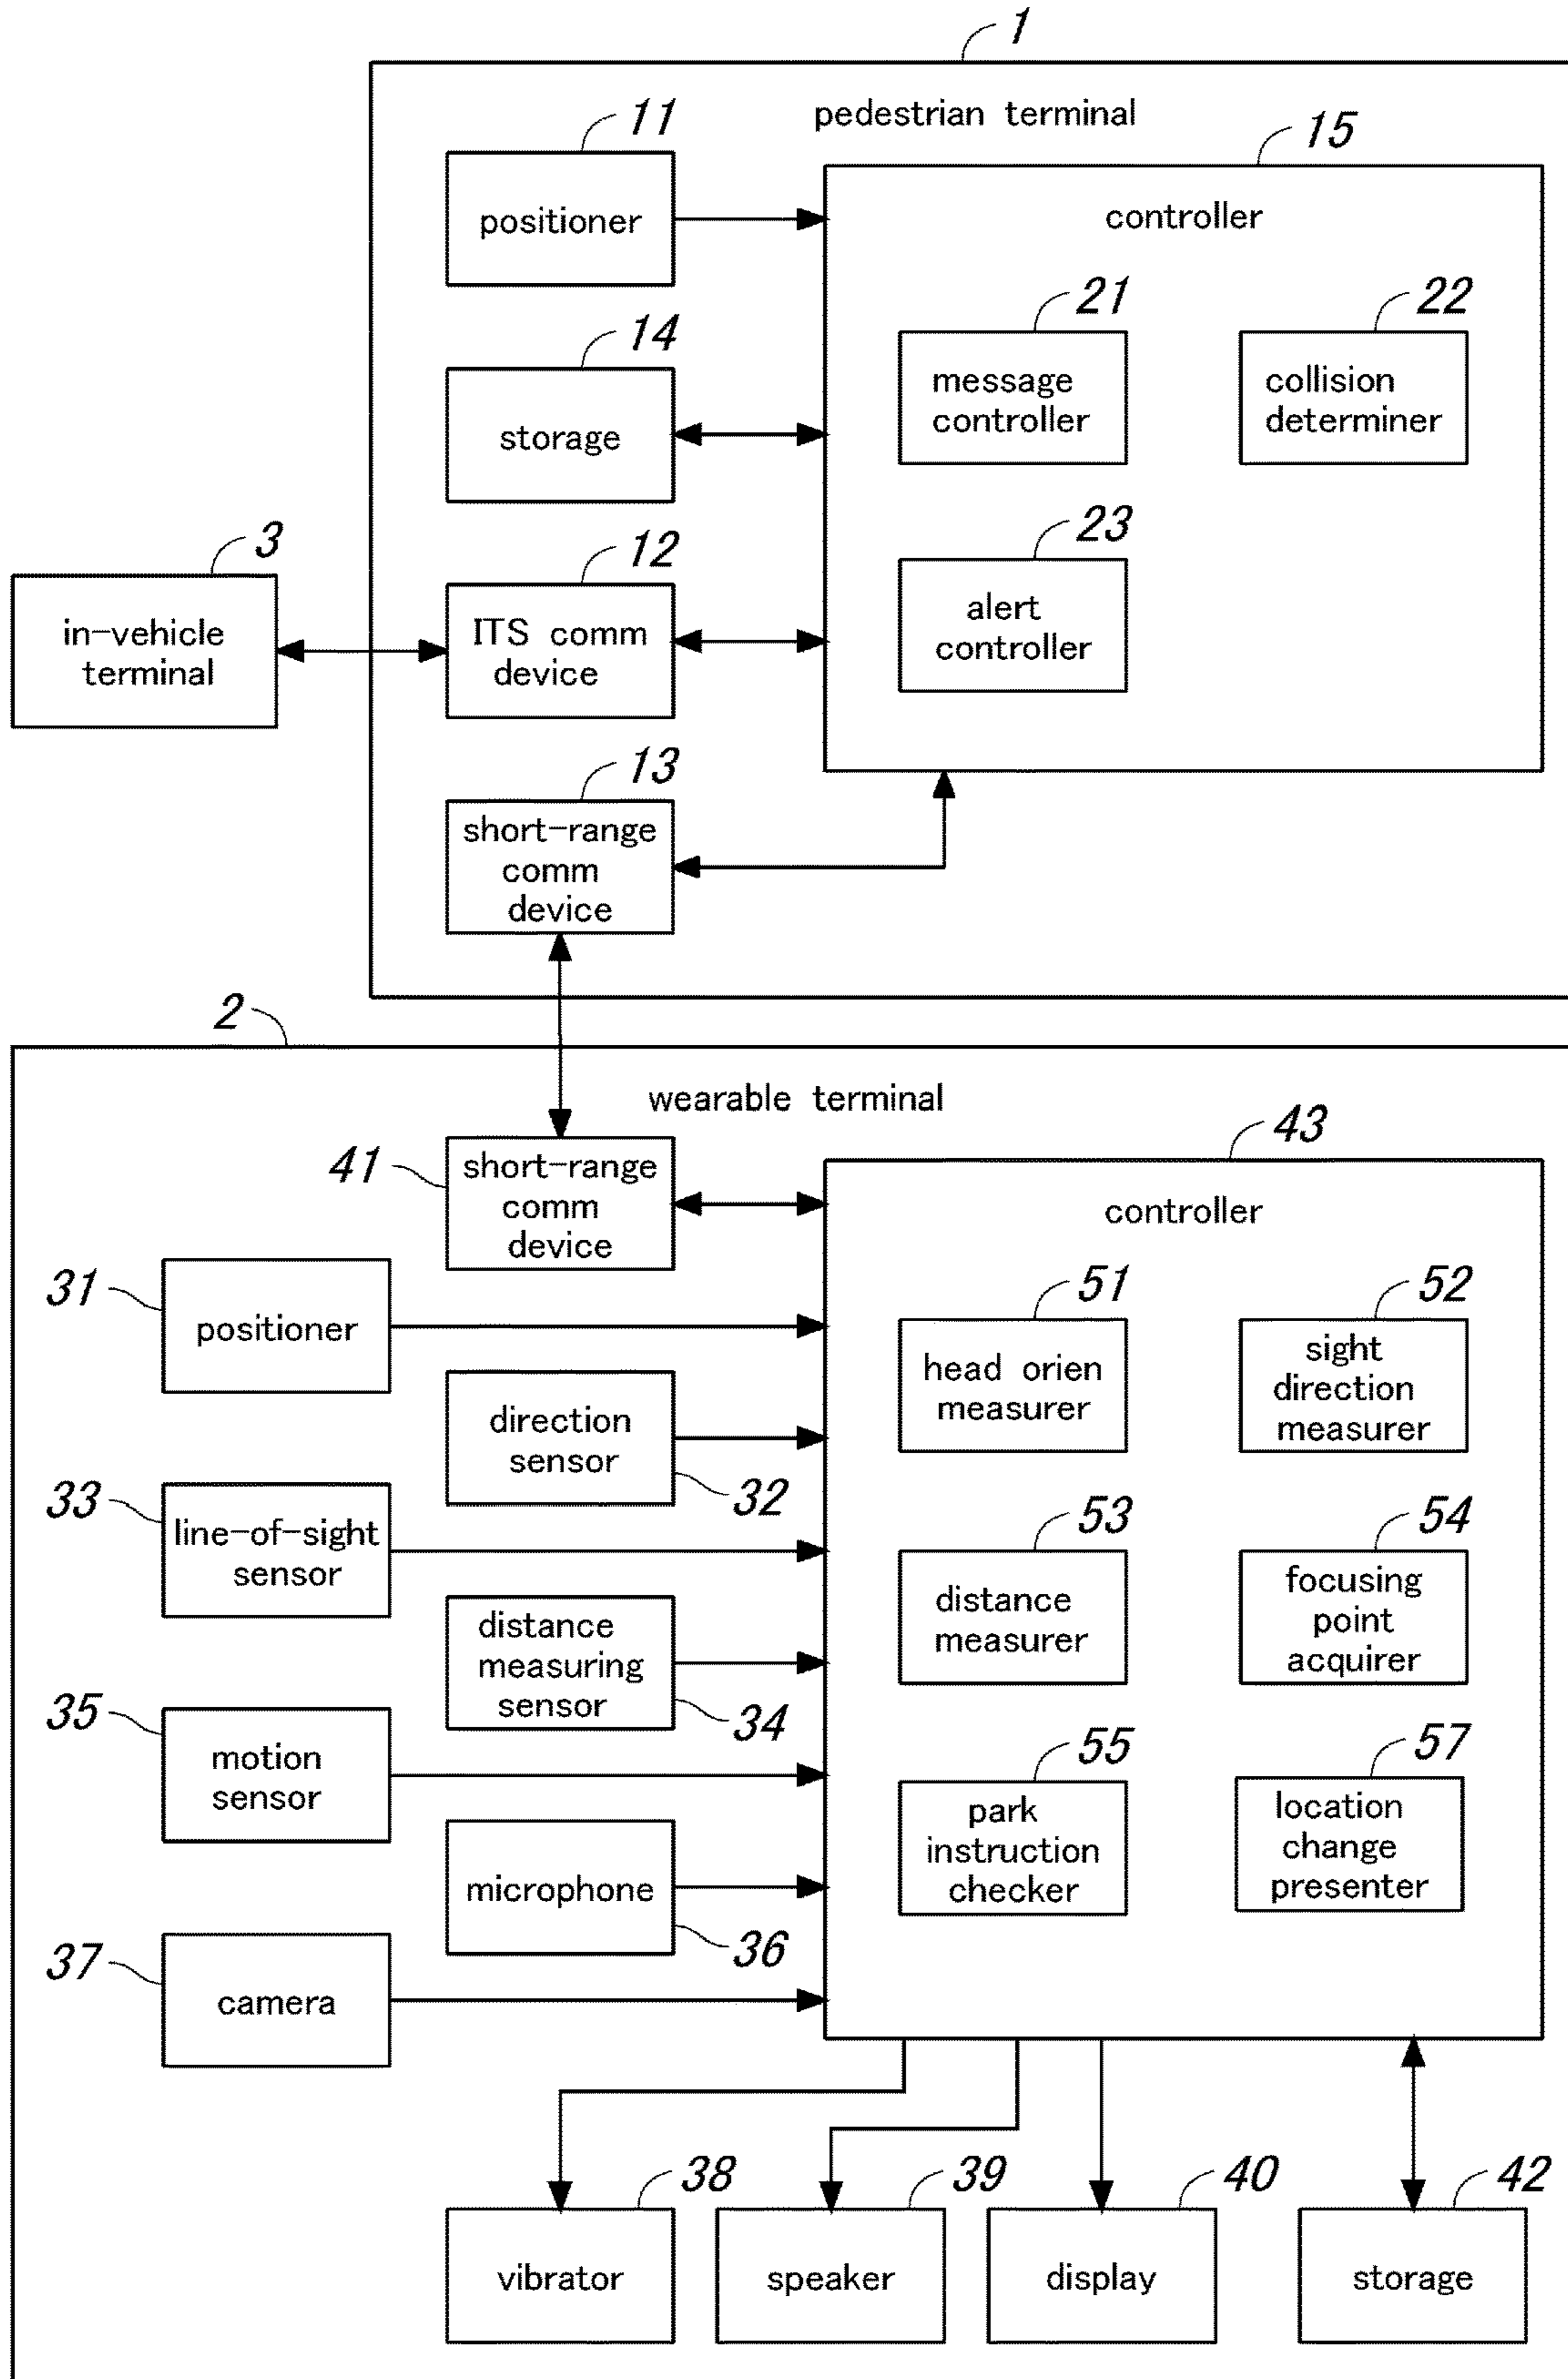 1
pedestrian terminal
11
positioner
15
controller
21
message
controller
22
collision
determiner
14
storage
23
alert
controller
3
in-vehicle
terminal
12
ITS comm
device
13
short-range
comm
device
2
wearable terminal
41
short-range
comm
device
43
controller
31
positioner
51
head orien
measurer
52
sight
direction
measurer
direction
sensor
32
33
line-of-sight
sensor
53
distance
measurer
54
focusing
point
acquirer
distance
measuring
sensor
34
35
motion
sensor
55
park
instruction
checker
57
location
change
presenter
microphone
36
37
camera
38
vibrator
39
speaker
40
display
42
storage